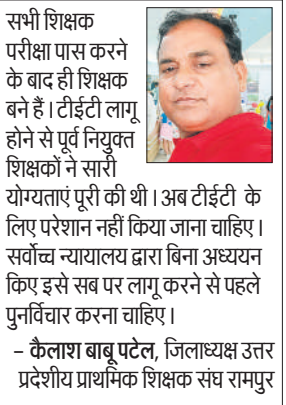 सभी शिक्षक
परीक्षा पास करने
के बाद ही शिक्षक
बने हैं। टीईटी लागू
होने से पूर्व नियुक्त
शिक्षकों ने सारी
योग्यताएं पूरी की थी। अब टीईटी के
लिए परेशान नहीं किया जाना चाहिए।
सर्वोच्च न्यायालय द्वारा बिना अध्ययन
किए इसे सब पर लागू करने से पहले
पुनर्विचार करना चाहिए।
– कैलाश बाबू पटेल, जिलाध्यक्ष उत्तर
प्रदेशीय प्राथमिक शिक्षक संघ रामपुर